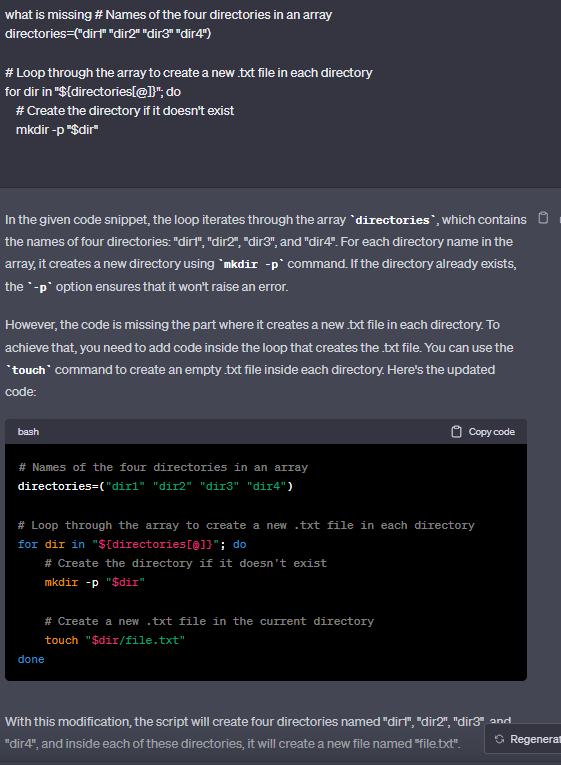 what is missing # Names of the four directories in an array
directories=("dir1" "dir2" "dir3" "dir4")
# Loop through the array to create a new .txt file in each directory
for dir in "${directories[@]}"; do
# Create the directory if it doesn't exist
mkdir -p "$dir"
In the given code snippet, the loop iterates through the array `directories`, which contains
the names of four directories: "dir1", "dir2", "dir3", and "dir4". For each directory name in the
array, it creates a new directory using `mkdir -p` command. If the directory already exists,
the `-p` option ensures that it won't raise an error.
However, the code is missing the part where it creates a new .txt file in each directory. To
achieve that, you need to add code inside the loop that creates the .txt file. You can use the
`touch` command to create an empty .txt file inside each directory. Here's the updated
code:
bash
Copy code
# Names of the four directories in an array
directories=("dir1" "dir2" "dir3" "dir4")
# Loop through the array to create a new .txt file in each directory
for dir in "${directories[@]}"; do
# Create the directory if it doesn't exist
mkdir -p "$dir"
# Create a new .txt file in the current directory
touch "$dir/file.txt"
done
With this modification, the script will create four directories named "dir1", "dir2", "dir3", and
"dir4", and inside each of these directories, it will create a new file named "file.txt".
Regenerat